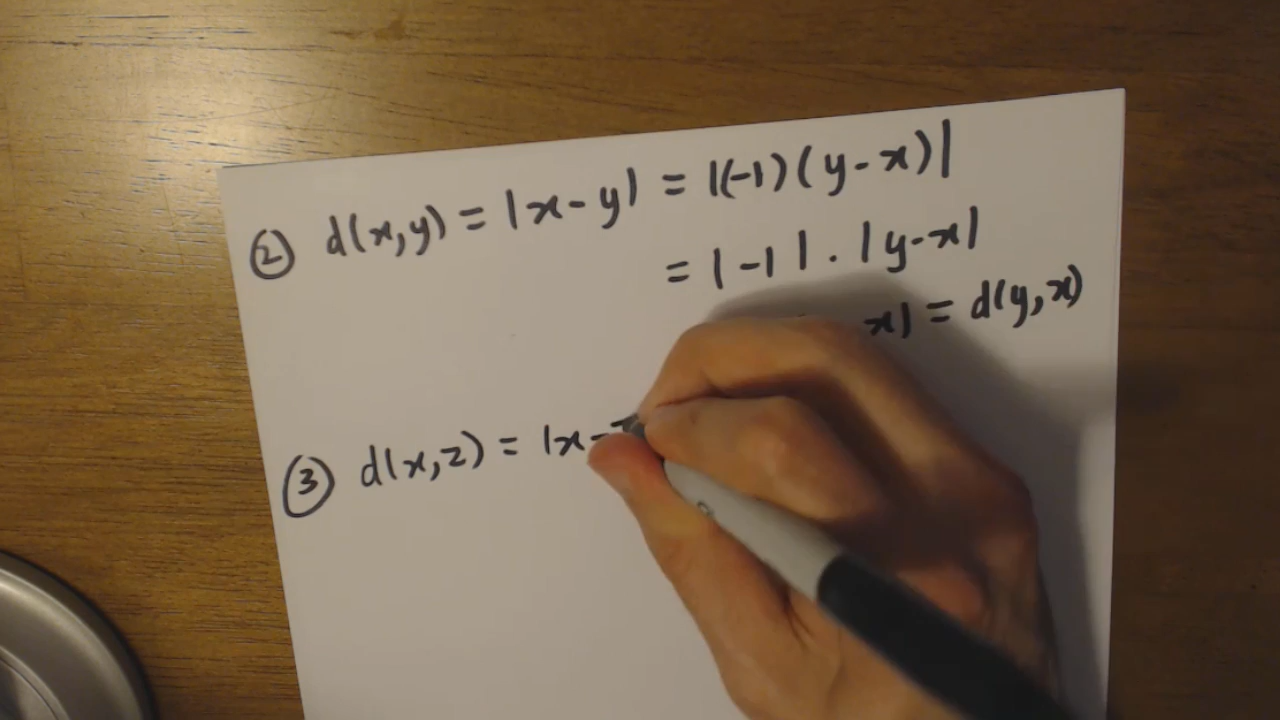 ② d(x,y) = |x-y| = |(-1)(y-x)|
= |-1|·|y-x|
x| = d(y,x)
③ d(x,z) = |x-